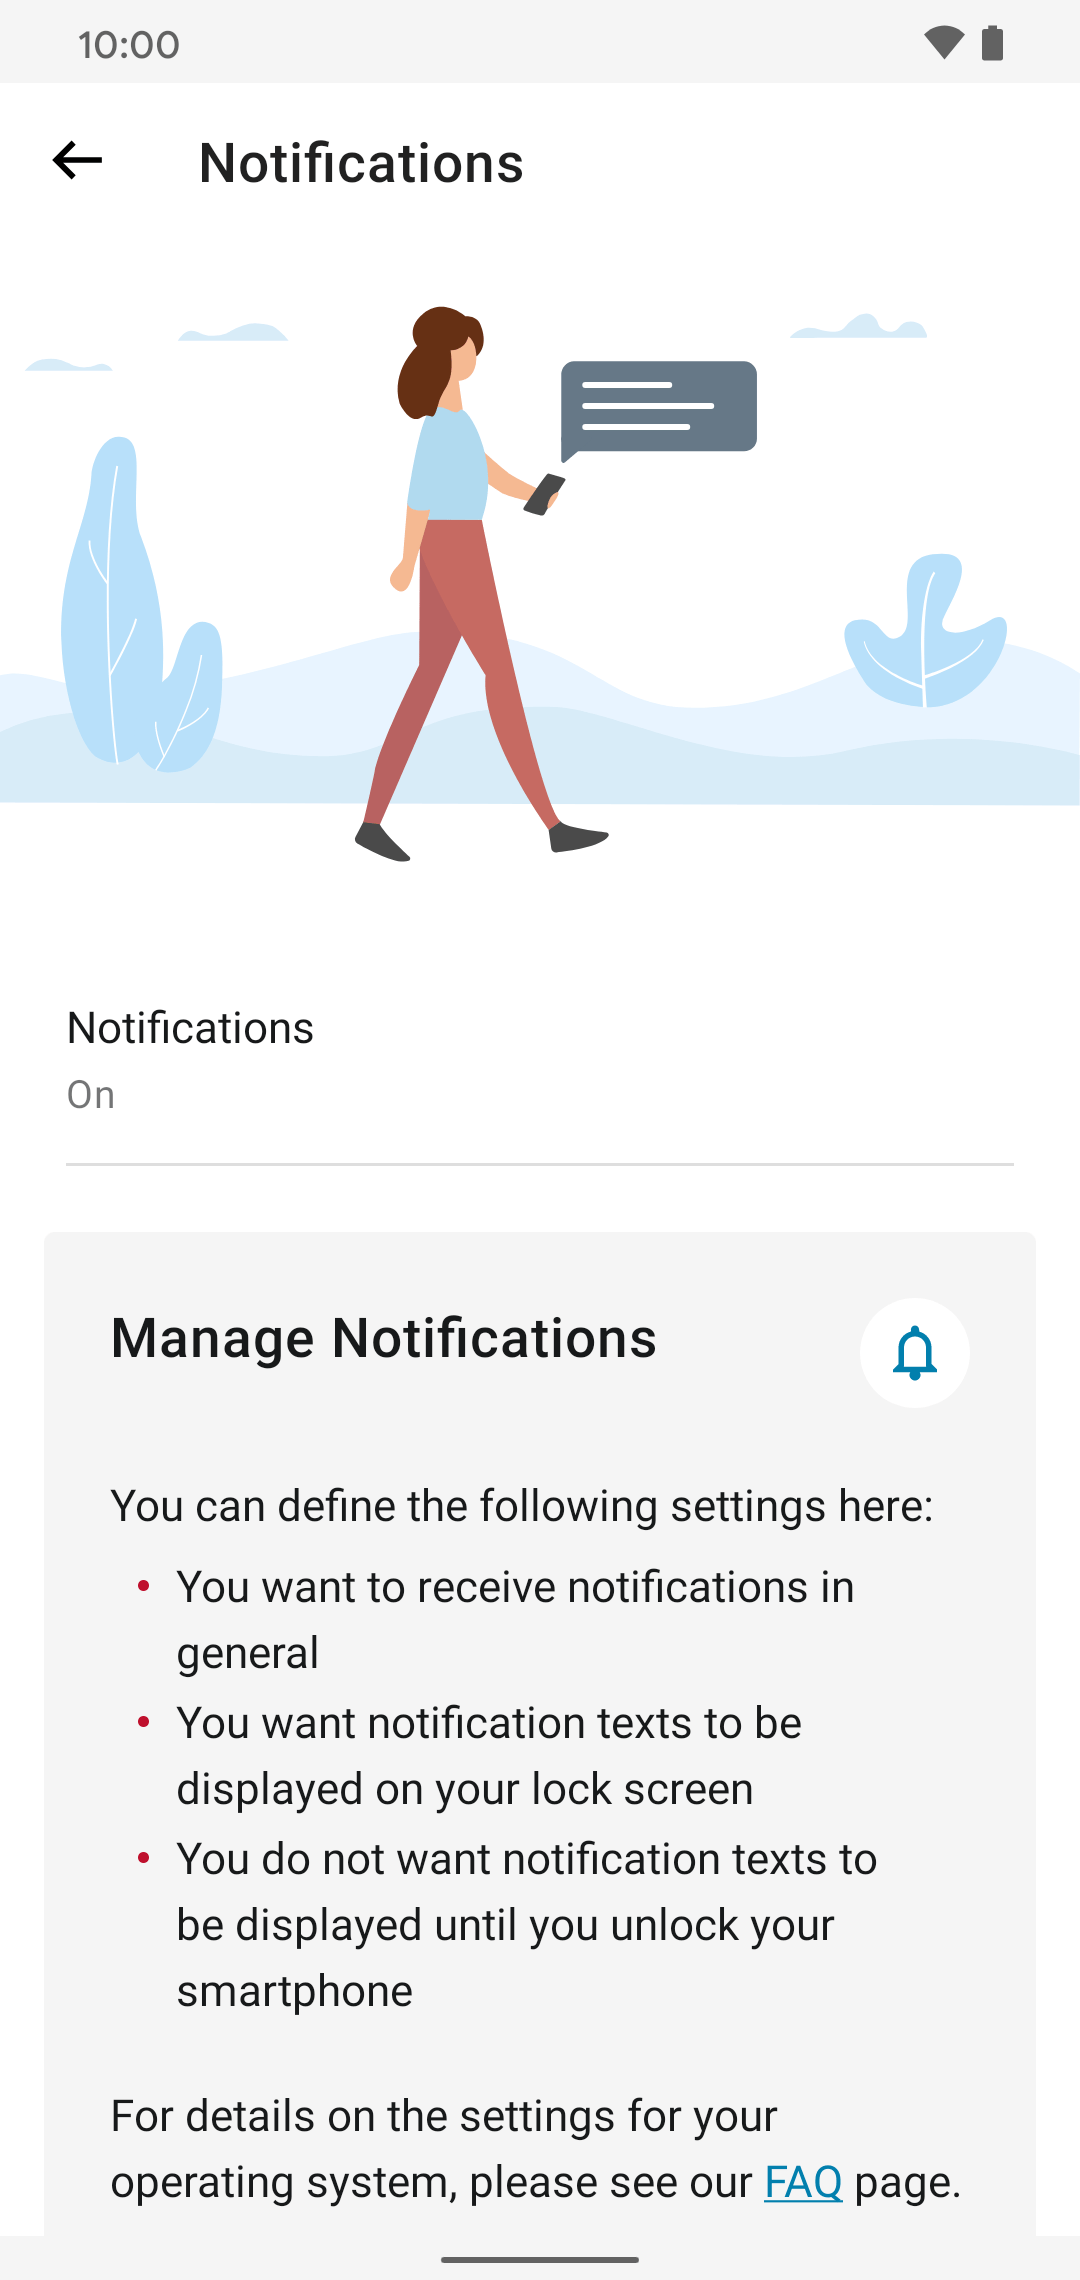 10:00
Notifications
Notifications
On
Manage Notifications
You can define the following settings here:
• You want to receive notifications in
general
• You want notification texts to be
displayed on your lock screen
• You do not want notification texts to
be displayed until you unlock your
smartphone
For details on the settings for your
operating system, please see our FAQ page.